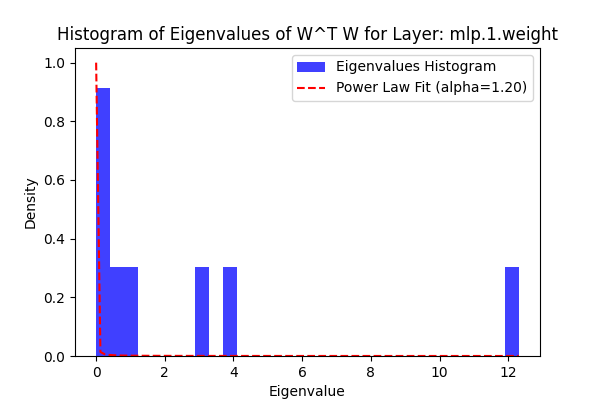 Histogram of Eigenvalues of W^T W for Layer: mlp.1.weight
Eigenvalues Histogram
Power Law Fit (alpha=1.20)
1.0
0.8
0.6
0.4
0.2
0.0
Density
0 2 4 6 8 10 12
Eigenvalue